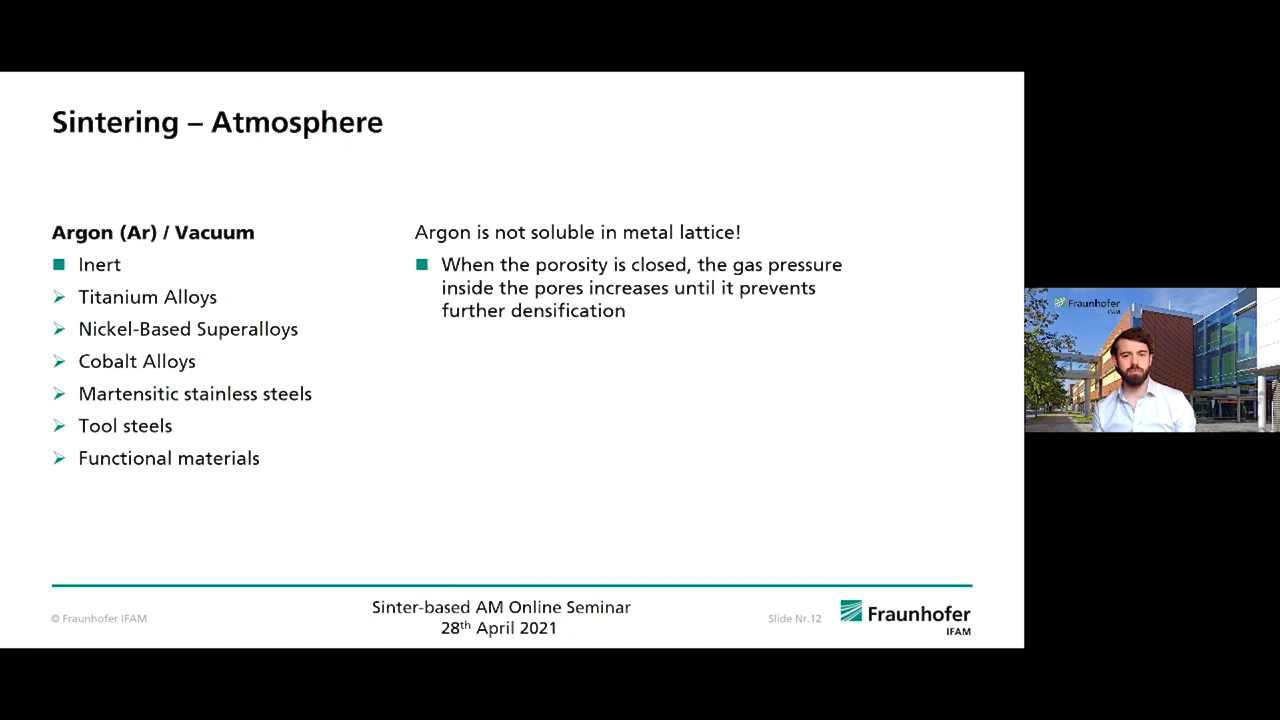 Sintering – Atmosphere
Argon (Ar) / Vacuum
Inert
Titanium Alloys
Nickel-Based Superalloys
Cobalt Alloys
Martensitic stainless steels
Tool steels
Functional materials
Argon is not soluble in metal lattice!
When the porosity is closed, the gas pressure
inside the pores increases until it prevents
further densification
© Fraunhofer IFAM
Sinter-based AM Online Seminar
28th April 2021
Slide Nr.12
Fraunhofer
IFAM
Fraunhofer
IFAM